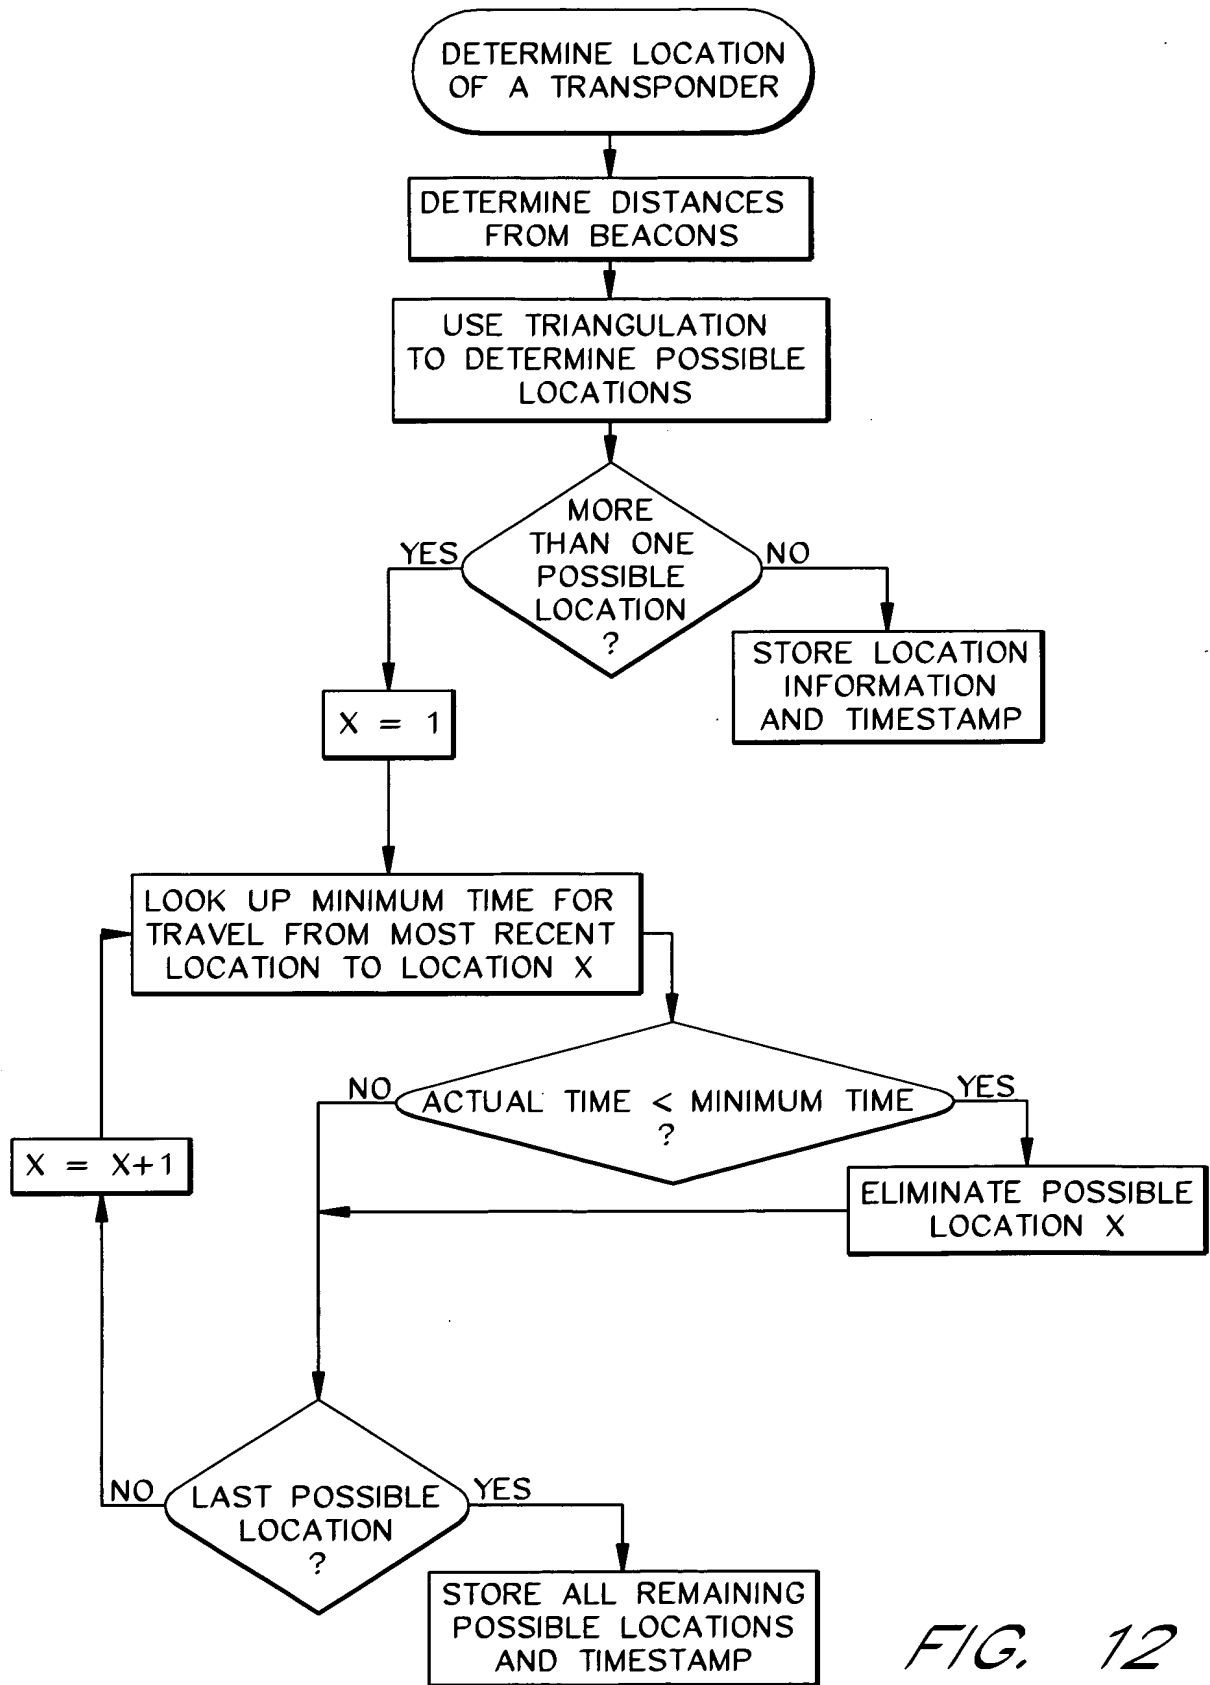 DETERMINE LOCATION
OF A TRANSPONDER
DETERMINE DISTANCES
FROM BEACONS
USE TRIANGULATION
TO DETERMINE POSSIBLE
LOCATIONS
MORE
THAN ONE
POSSIBLE
LOCATION
?
YES
NO
STORE LOCATION
INFORMATION
AND TIMESTAMP
X = 1
LOOK UP MINIMUM TIME FOR
TRAVEL FROM MOST RECENT
LOCATION TO LOCATION X
NO
ACTUAL TIME < MINIMUM TIME
?
YES
X = X+1
ELIMINATE POSSIBLE
LOCATION X
NO
LAST POSSIBLE
LOCATION
?
YES
STORE ALL REMAINING
POSSIBLE LOCATIONS
AND TIMESTAMP
FIG. 12